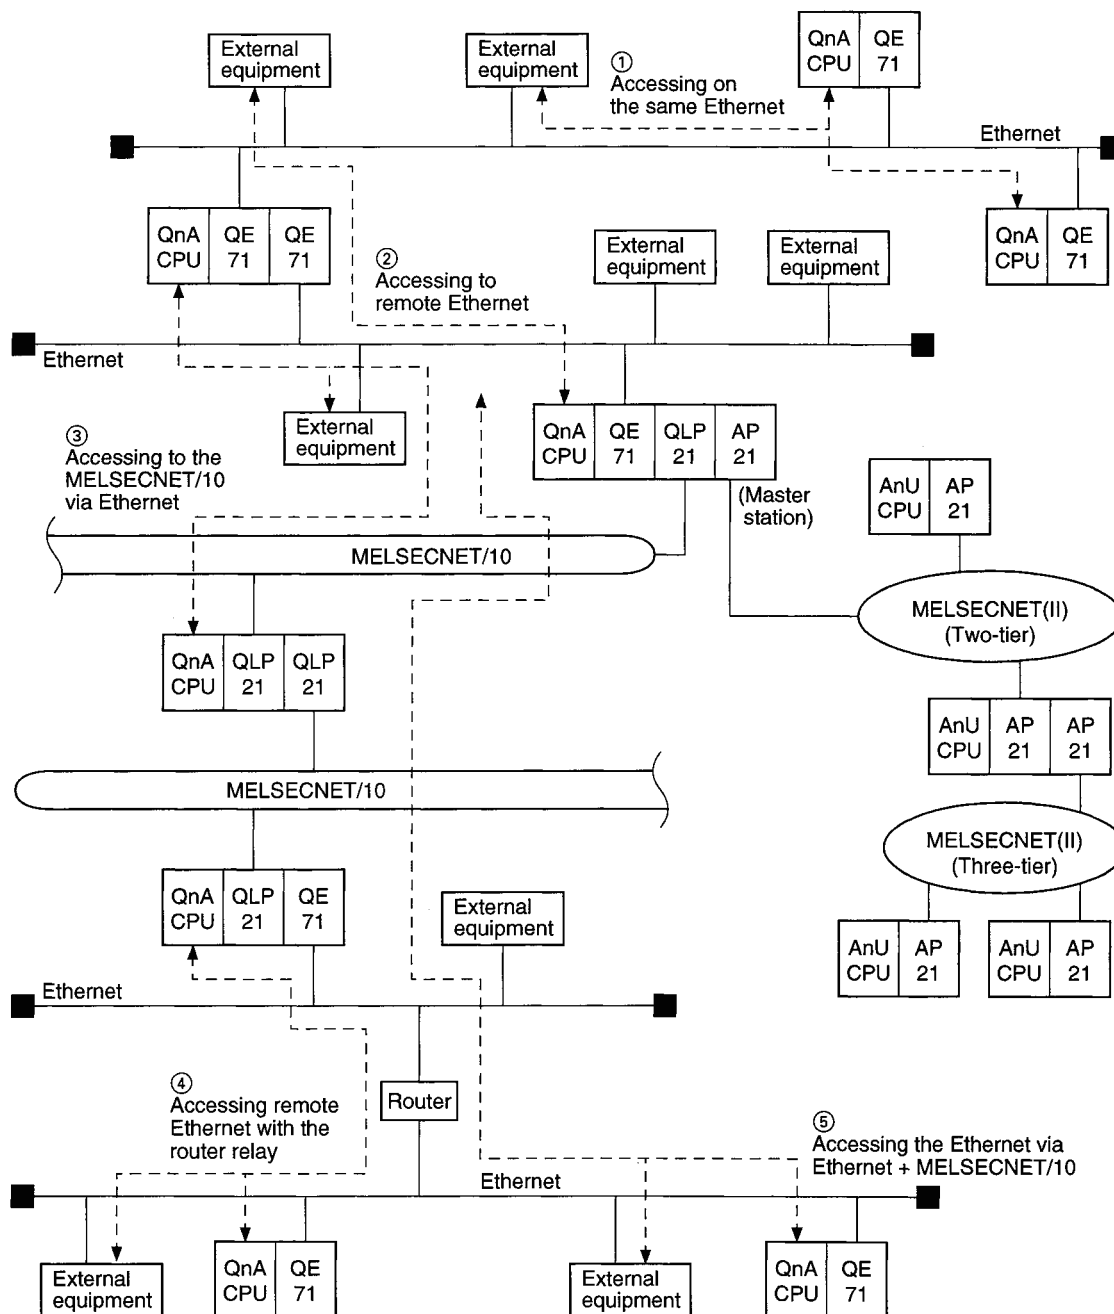 External
equipment
External
equipment
①
Accessing on
the same Ethernet
QnA
CPU
QE
71
Ethernet
QnA
CPU
QE
71
QE
71
QnA
CPU
QE
71
②
Accessing to
remote Ethernet
External
equipment
External
equipment
Ethernet
External
equipment
QnA
CPU
QE
71
QLP
21
AP
21
(Master
station)
③
Accessing to the
MELSECNET/10
via Ethernet
AnU
CPU
AP
21
MELSECNET/10
MELSECNET(II)
(Two-tier)
QnA
CPU
QLP
21
QLP
21
AnU
CPU
AP
21
AP
21
MELSECNET/10
MELSECNET(II)
(Three-tier)
QnA
CPU
QLP
21
QE
71
External
equipment
AnU
CPU
AP
21
AnU
CPU
AP
21
Ethernet
④
Accessing remote
Ethernet with the
router relay
Router
⑤
Accessing the Ethernet via
Ethernet + MELSECNET/10
Ethernet
External
equipment
QnA
CPU
QE
71
External
equipment
QnA
CPU
QE
71